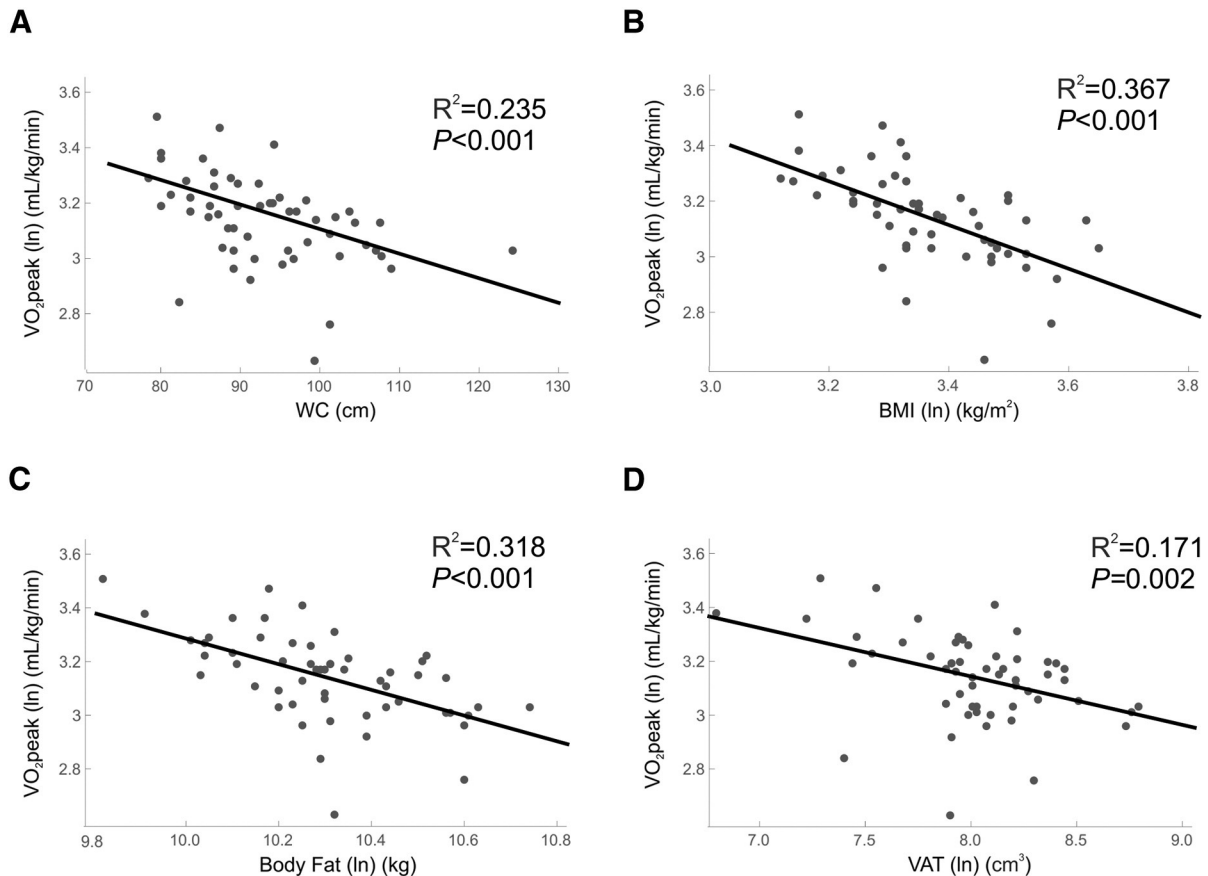 A
VO₂peak (ln) (mL/kg/min)
3.6
3.4
3.2
3
2.8
R²=0.235
P<0.001
70
80
90
100
110
120
130
WC (cm)
B
VO₂peak (ln) (mL/kg/min)
3.6
3.4
3.2
3
2.8
R²=0.367
P<0.001
3.0
3.2
3.4
3.6
3.8
BMI (ln) (kg/m²)
C
VO₂peak (ln) (mL/kg/min)
3.6
3.4
3.2
3
2.8
R²=0.318
P<0.001
9.8
10.0
10.2
10.43
10.6
10.8
Body Fat (ln) (kg)
D
VO₂peak (ln) (mL/kg/min)
3.6
3.4
3.2
3
2.8
R²=0.171
P=0.002
7.0
7.5
8.0
8.5
9.0
VAT (ln) (cm³)